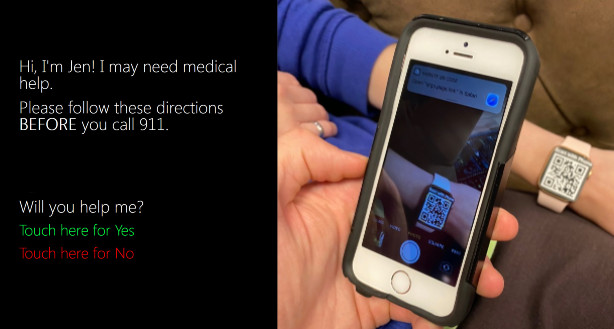 Hi, I'm Jen! I may need medical
help.
Please follow these directions
BEFORE you call 911.
Will you help me?
Touch here for Yes
Touch here for No